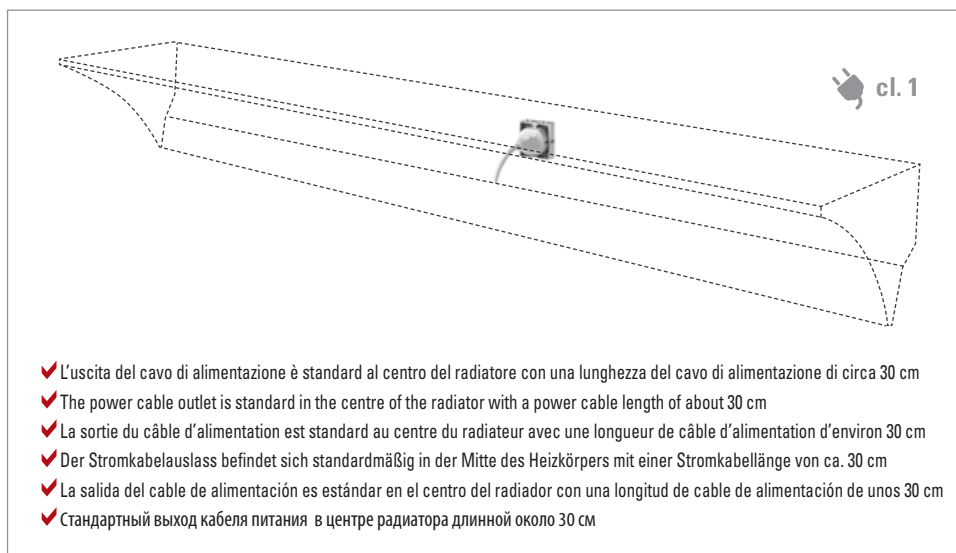 cl. 1
L'uscita del cavo di alimentazione è standard al centro del radiatore con una lunghezza del cavo di alimentazione di circa 30 cm
The power cable outlet is standard in the centre of the radiator with a power cable length of about 30 cm
La sortie du câble d'alimentation est standard au centre du radiateur avec une longueur de câble d'alimentation d'environ 30 cm
Der Stromkabelauslass befindet sich standardmäßig in der Mitte des Heizkörpers mit einer Stromkabellänge von ca. 30 cm
La salida del cable de alimentación es estándar en el centro del radiador con una longitud de cable de alimentación de unos 30 cm
Стандартный выход кабеля питания в центре радиатора длинной около 30 см